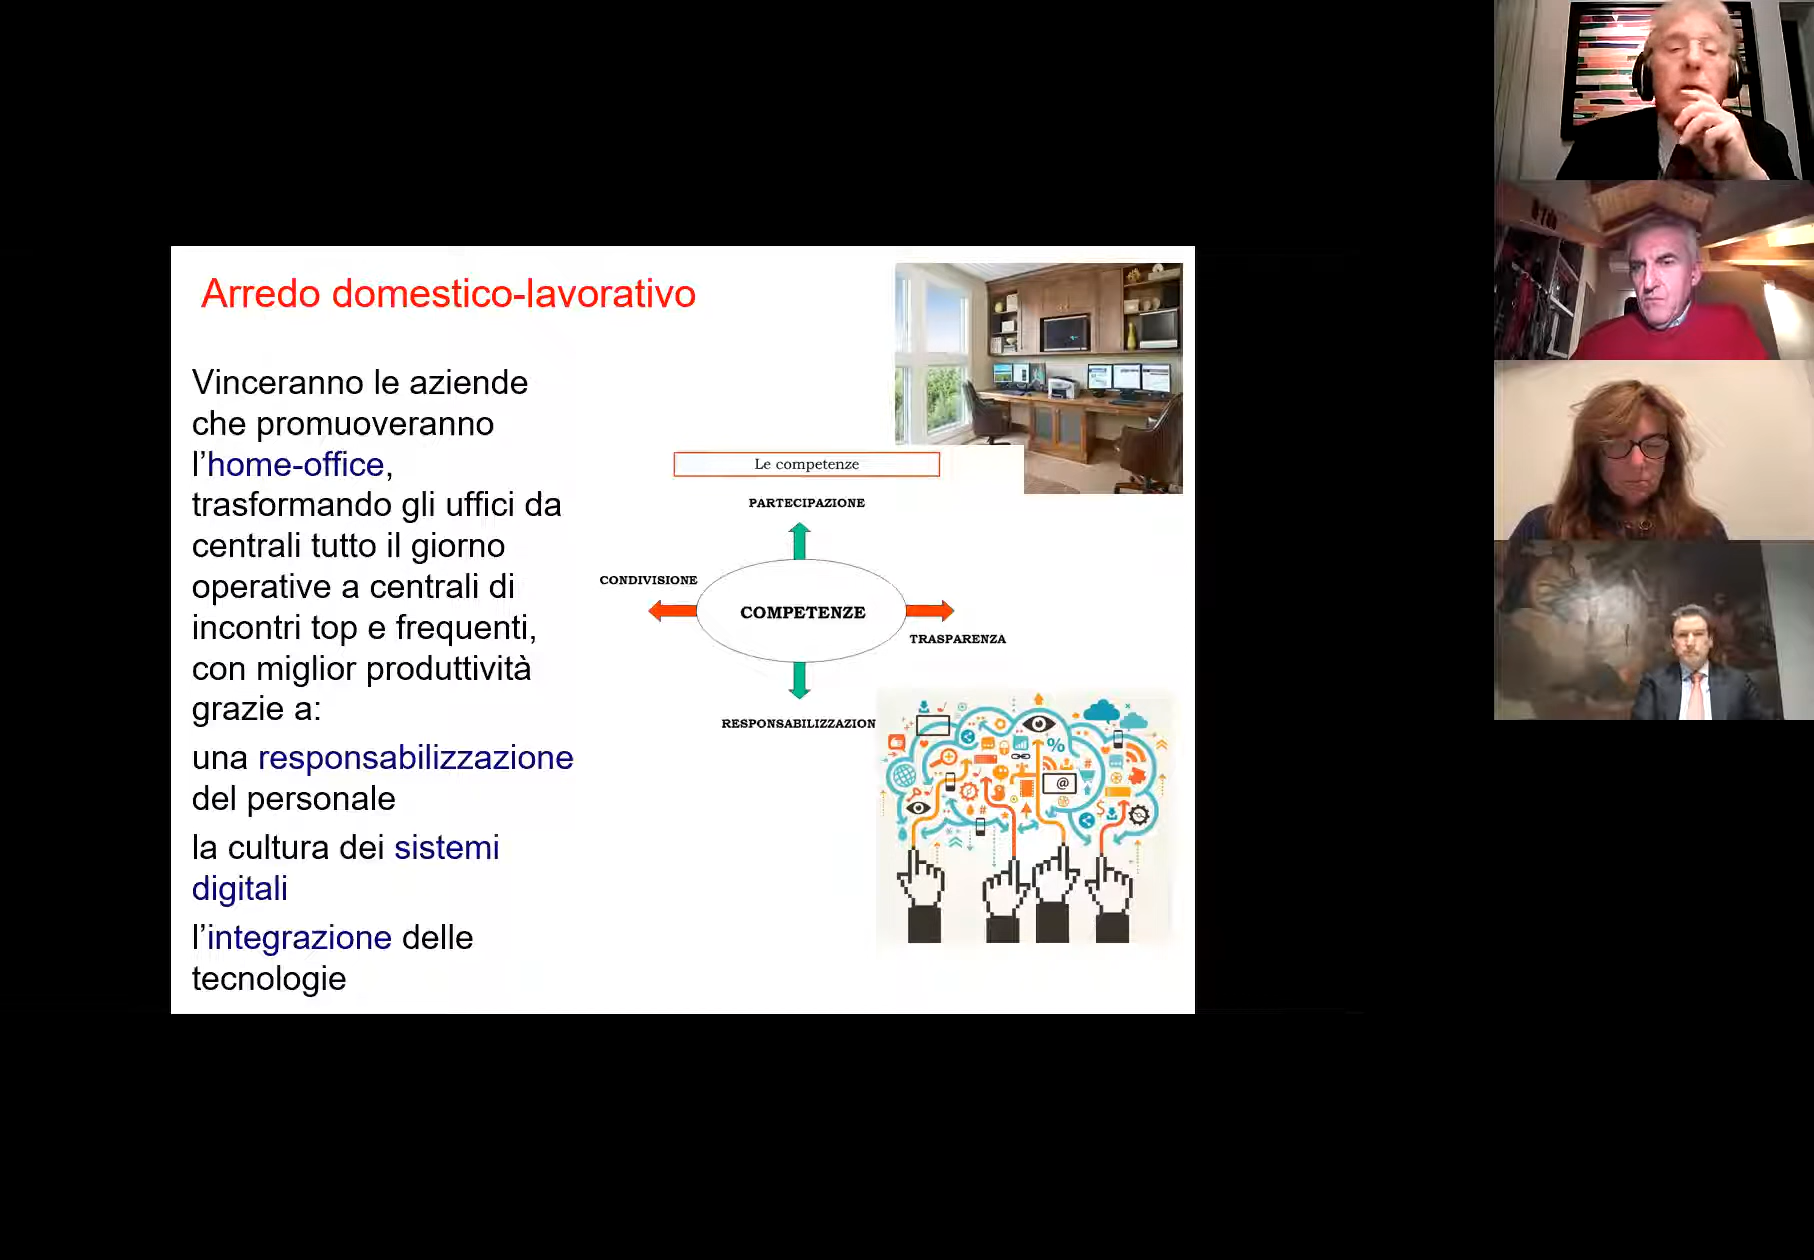 Arredo domestico-lavorativo
Vinceranno le aziende
che promuoveranno
l’home-office,
trasformando gli uffici da
centrali tutto il giorno
operative a centrali di
incontri top e frequenti,
con miglior produttività
grazie a:
una responsabilizzazione
del personale
la cultura dei sistemi
digitali
l’integrazione delle
tecnologie
Le competenze
PARTECIPAZIONE
CONDIVISIONE
COMPETENZE
TRASPARENZA
RESPONSABILIZZAZION
%
#
@
$
#